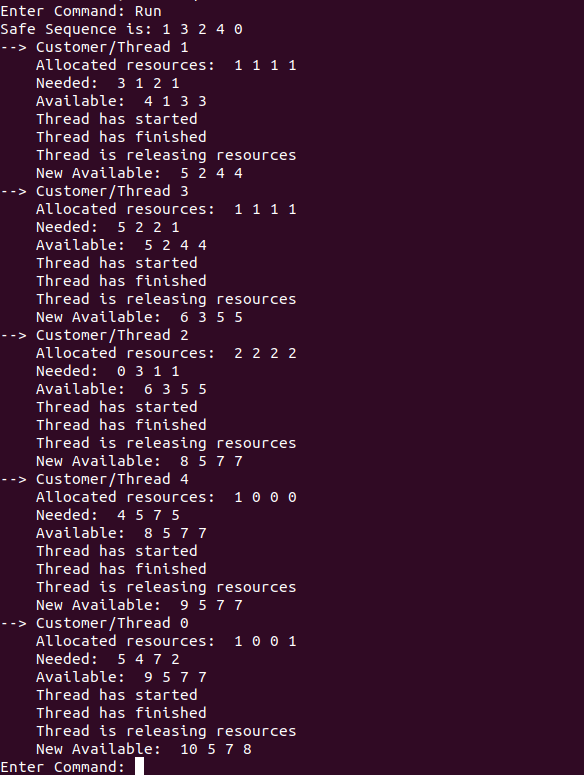 Enter Command: Run
Safe Sequence is: 1 3 2 4 0
--> Customer/Thread 1
    Allocated resources:  1 1 1 1
    Needed:  3 1 2 1
    Available:  4 1 3 3
    Thread has started
    Thread has finished
    Thread is releasing resources
    New Available:  5 2 4 4
--> Customer/Thread 3
    Allocated resources:  1 1 1 1
    Needed:  5 2 2 1
    Available:  5 2 4 4
    Thread has started
    Thread has finished
    Thread is releasing resources
    New Available:  6 3 5 5
--> Customer/Thread 2
    Allocated resources:  2 2 2 2
    Needed:  0 3 1 1
    Available:  6 3 5 5
    Thread has started
    Thread has finished
    Thread is releasing resources
    New Available:  8 5 7 7
--> Customer/Thread 4
    Allocated resources:  1 0 0 0
    Needed:  4 5 7 5
    Available:  8 5 7 7
    Thread has started
    Thread has finished
    Thread is releasing resources
    New Available:  9 5 7 7
--> Customer/Thread 0
    Allocated resources:  1 0 0 1
    Needed:  5 4 7 2
    Available:  9 5 7 7
    Thread has started
    Thread has finished
    Thread is releasing resources
    New Available:  10 5 7 8
Enter Command: